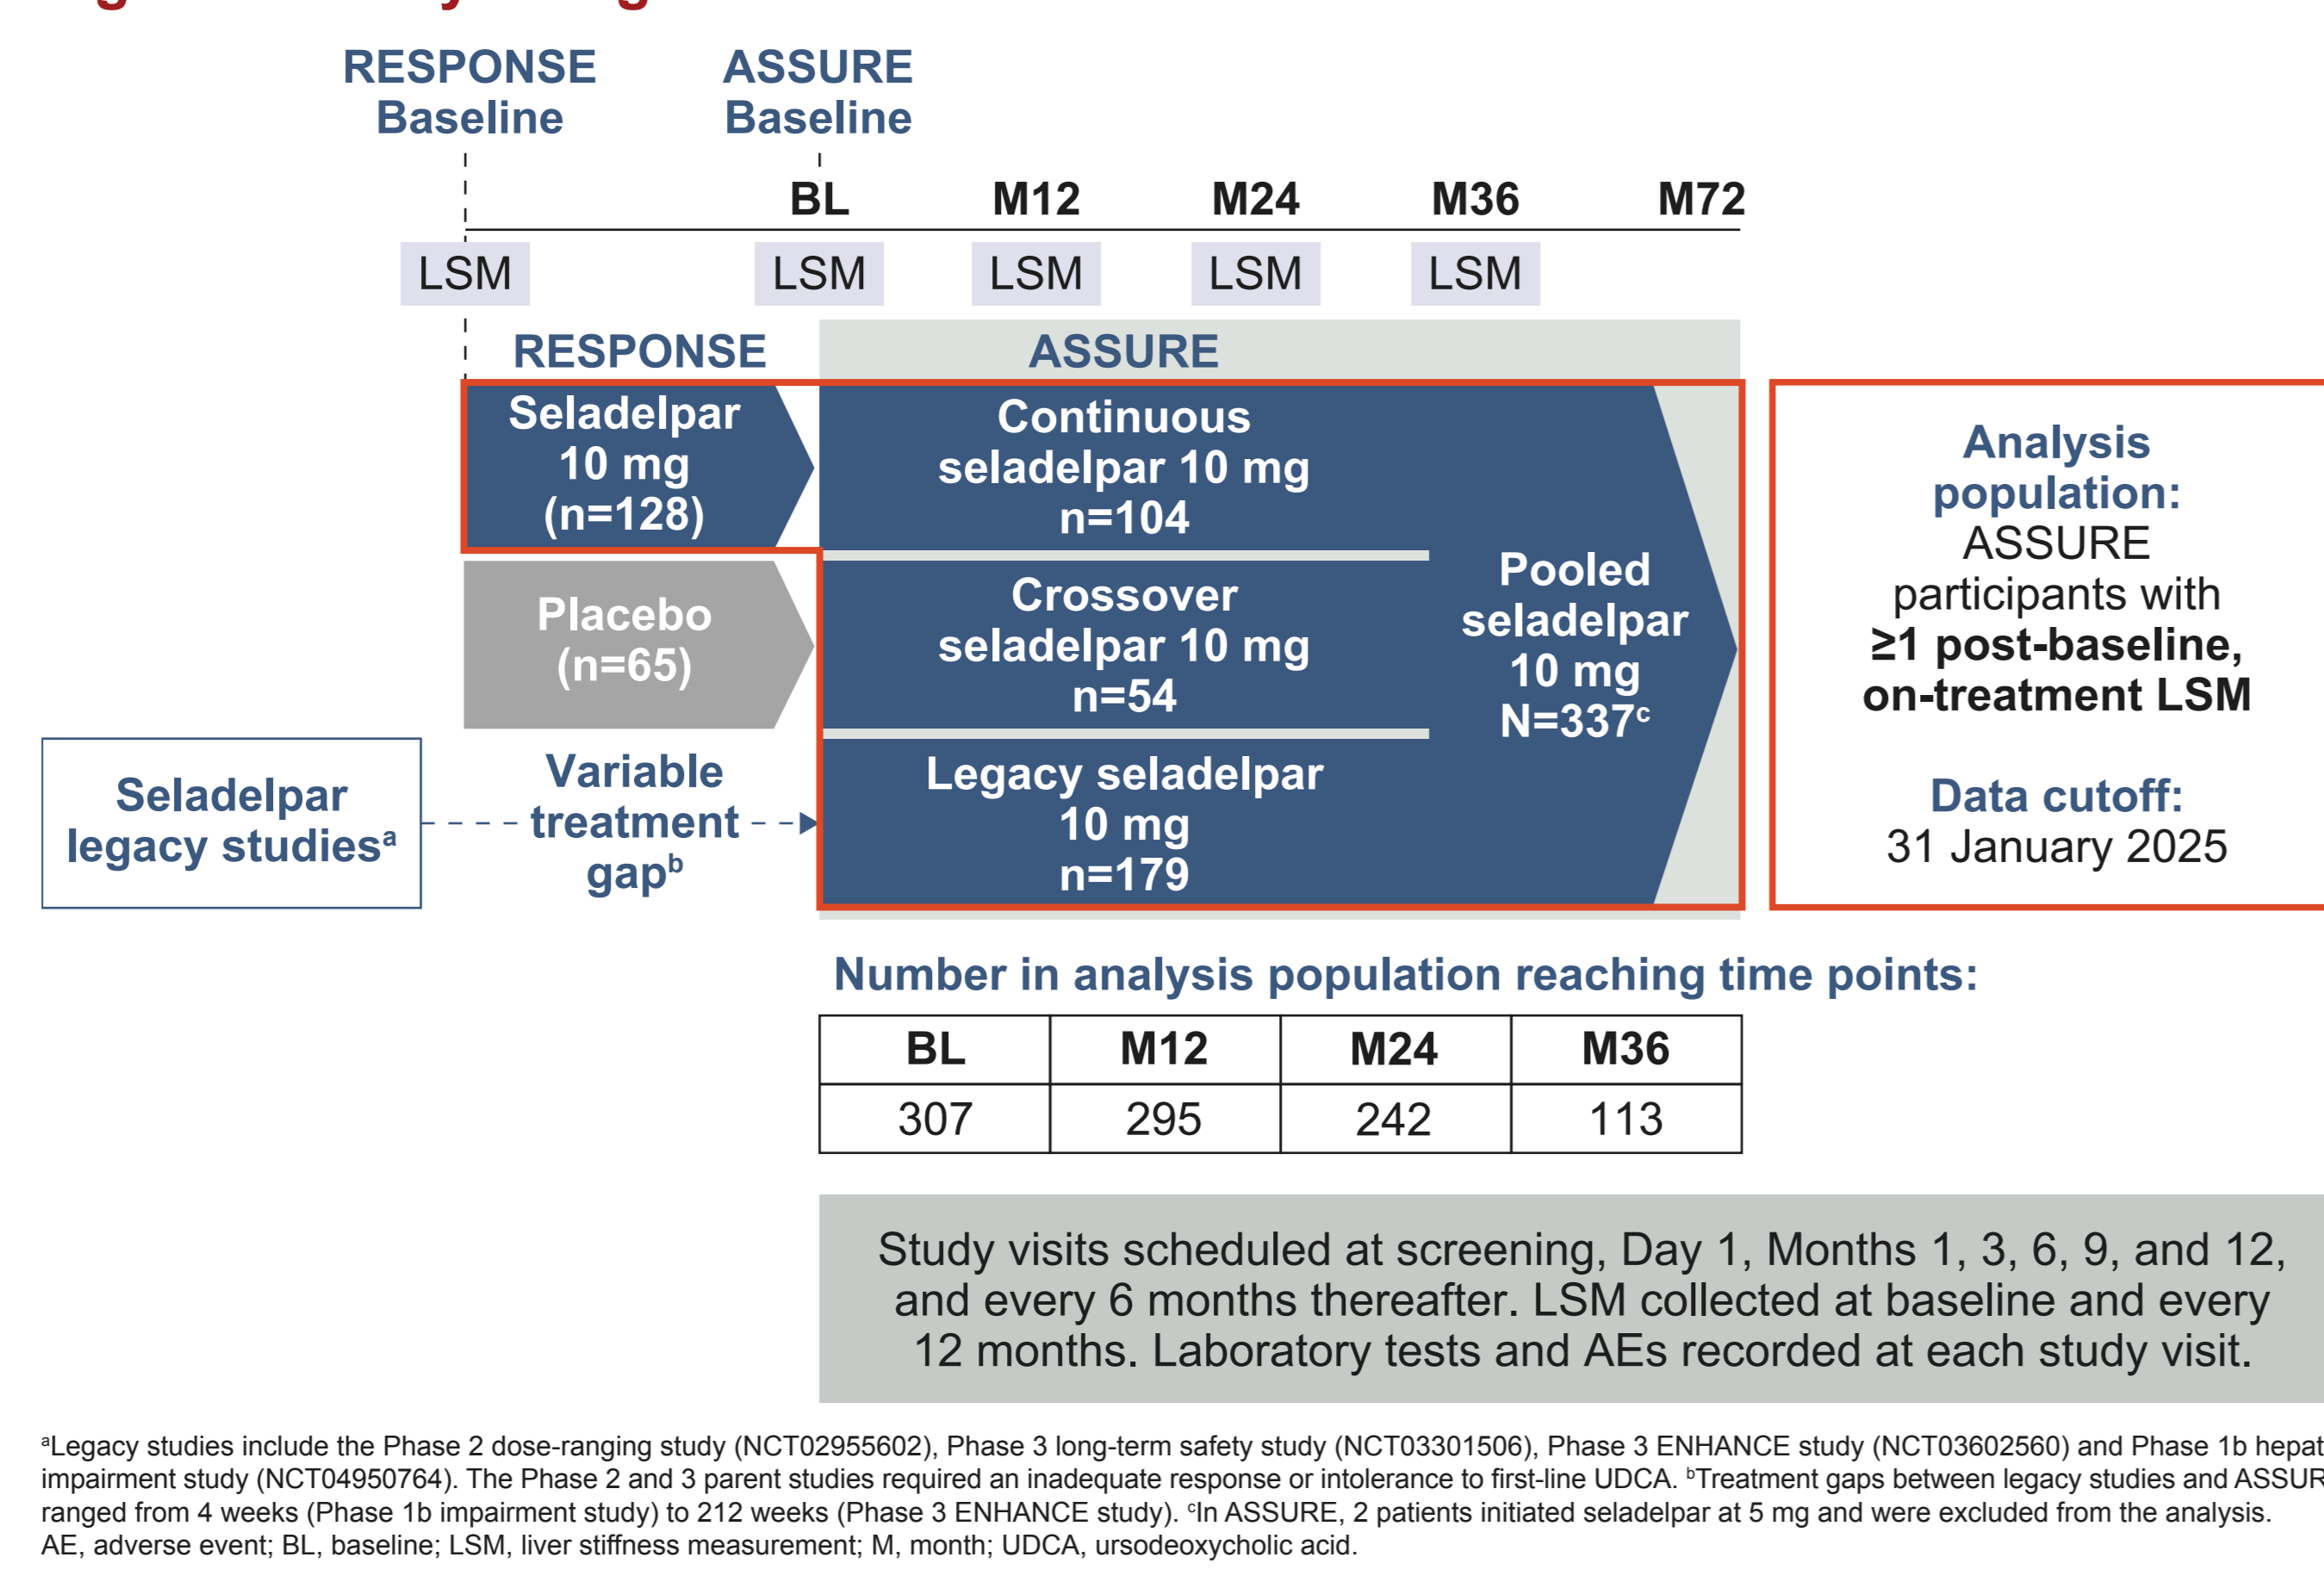 RESPONSE
Baseline
ASSURE
Baseline
BL M12 M24 M36 M72
LSM LSM LSM LSM LSM
RESPONSE
ASSURE
Seladelpar
10 mg
(n=128)
Continuous
seladelpar 10 mg
n=104
Placebo
(n=65)
Crossover
seladelpar 10 mg
n=54
Seladelpar
legacy studiesᵃ
Variable
treatment
gapᵇ
Legacy seladelpar
10 mg
n=179
Pooled
seladelpar
10 mg
N=337ᶜ
Analysis
population:
ASSURE
participants with
≥1 post-baseline,
on-treatment LSM
Data cutoff:
31 January 2025
Number in analysis population reaching time points:
BL M12 M24 M36
307 295 242 113
Study visits scheduled at screening, Day 1, Months 1, 3, 6, 9, and 12,
and every 6 months thereafter. LSM collected at baseline and every
12 months. Laboratory tests and AEs recorded at each study visit.
ᵃLegacy studies include the Phase 2 dose-ranging study (NCT02955602), Phase 3 long-term safety study (NCT03301506), Phase 3 ENHANCE study (NCT03602560) and Phase 1b hepat
impairment study (NCT04950764). The Phase 2 and 3 parent studies required an inadequate response or intolerance to first-line UDCA. ᵇTreatment gaps between legacy studies and ASSUR
ranged from 4 weeks (Phase 1b impairment study) to 212 weeks (Phase 3 ENHANCE study). ᶜIn ASSURE, 2 patients initiated seladelpar at 5 mg and were excluded from the analysis.
AE, adverse event; BL, baseline; LSM, liver stiffness measurement; M, month; UDCA, ursodeoxycholic acid.